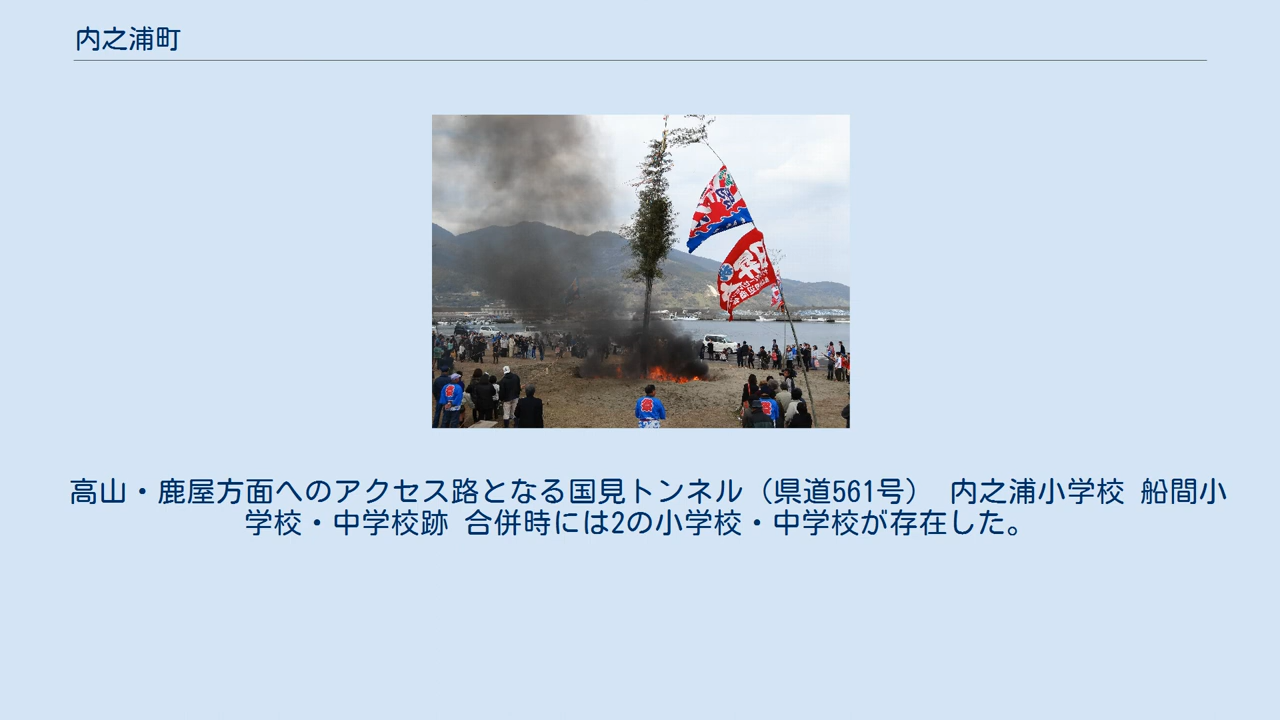 内之浦町
高山・鹿屋方面へのアクセス路となる国見トンネル（県道561号） 内之浦小学校 船間小
学校・中学校跡 合併時には2の小学校・中学校が存在した。